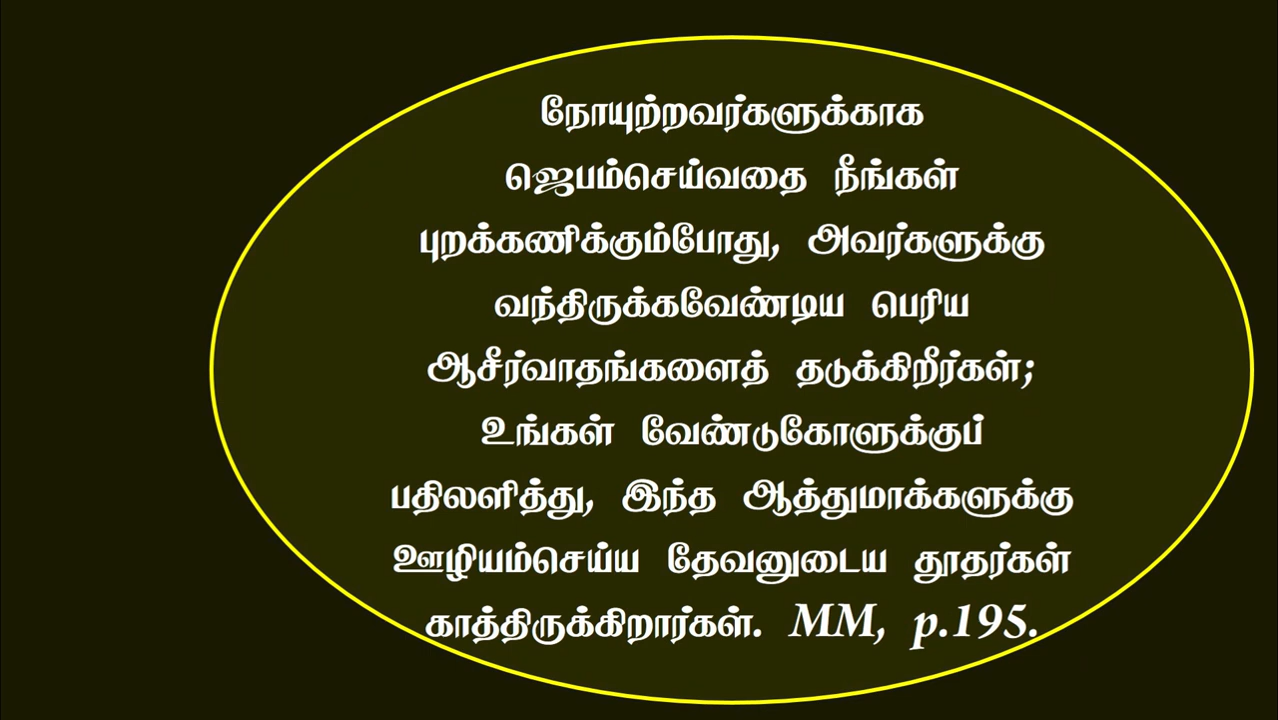 நோயுற்றவர்களுக்காக
ஜெபம்செய்வதை நீங்கள்
புறக்கணிக்கும்போது, அவர்களுக்கு
வந்திருக்கவேண்டிய பெரிய
ஆசீர்வாதங்களைத் தடுக்கிறீர்கள்;
உங்கள் வேண்டுகோளுக்குப்
பதிலளித்து, இந்த ஆத்துமாக்களுக்கு
ஊழியம்செய்ய தேவனுடைய தூதர்கள்
காத்திருக்கிறார்கள். MM, p.195.